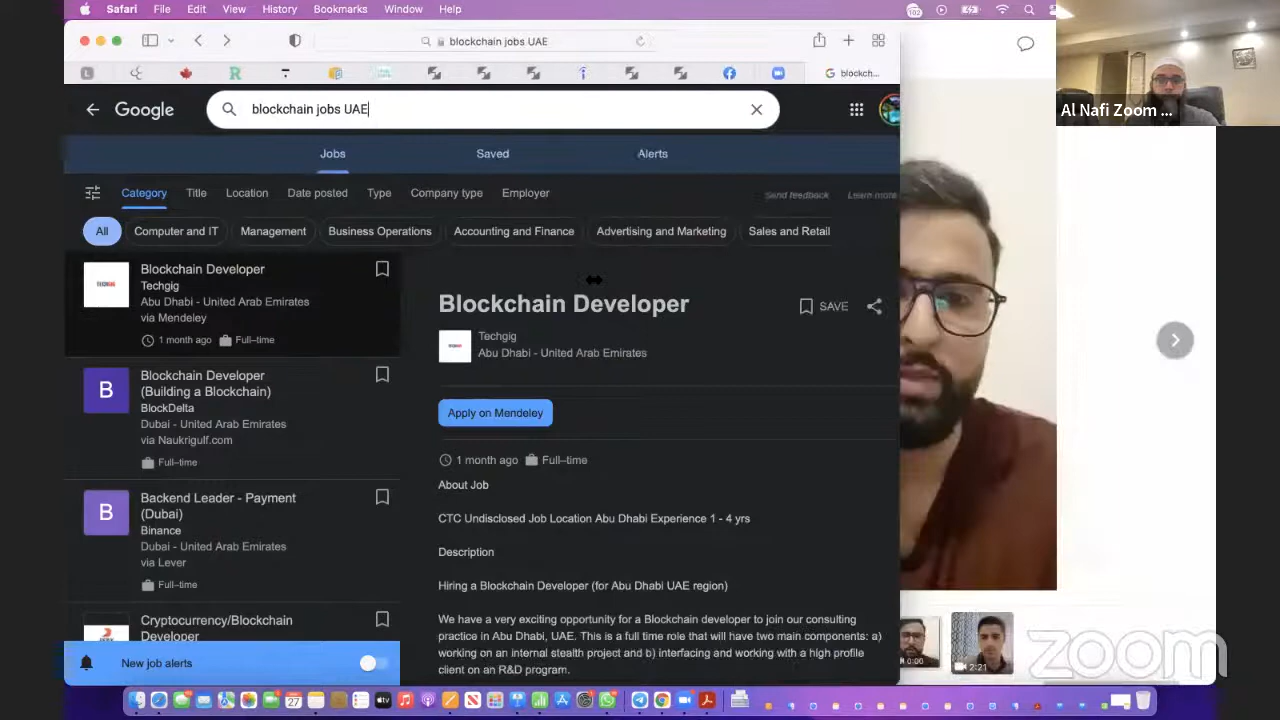 Safari File Edit View History Bookmarks Window Help
102
blockchain jobs UAE
blockch...
Google
blockchain jobs UAE
Jobs Saved Alerts
Category Title Location Date posted Type Company type Employer
Send feedback Learn more
All Computer and IT Management Business Operations Accounting and Finance Advertising and Marketing Sales and Retail
Blockchain Developer
Techgig
Abu Dhabi - United Arab Emirates
via Mendeley
1 month ago Full–time
B
Blockchain Developer
(Building a Blockchain)
BlockDelta
Dubai - United Arab Emirates
via Naukrigulf.com
Full–time
B
Backend Leader - Payment
(Dubai)
Binance
Dubai - United Arab Emirates
via Lever
Full–time
Cryptocurrency/Blockchain
Developer
New job alerts
Blockchain Developer
SAVE
Techgig
Abu Dhabi - United Arab Emirates
Apply on Mendeley
1 month ago Full–time
About Job
CTC Undisclosed Job Location Abu Dhabi Experience 1 - 4 yrs
Description
Hiring a Blockchain Developer (for Abu Dhabi UAE region)
We have a very exciting opportunity for a Blockchain developer to join our consulting
practice in Abu Dhabi, UAE. This is a full time role that will have two main components: a)
working on an internal stealth project and b) interfacing and working with a high profile
client on an R&D program.
Al Nafi Zoom ...
0:00
2:21
zoom
27